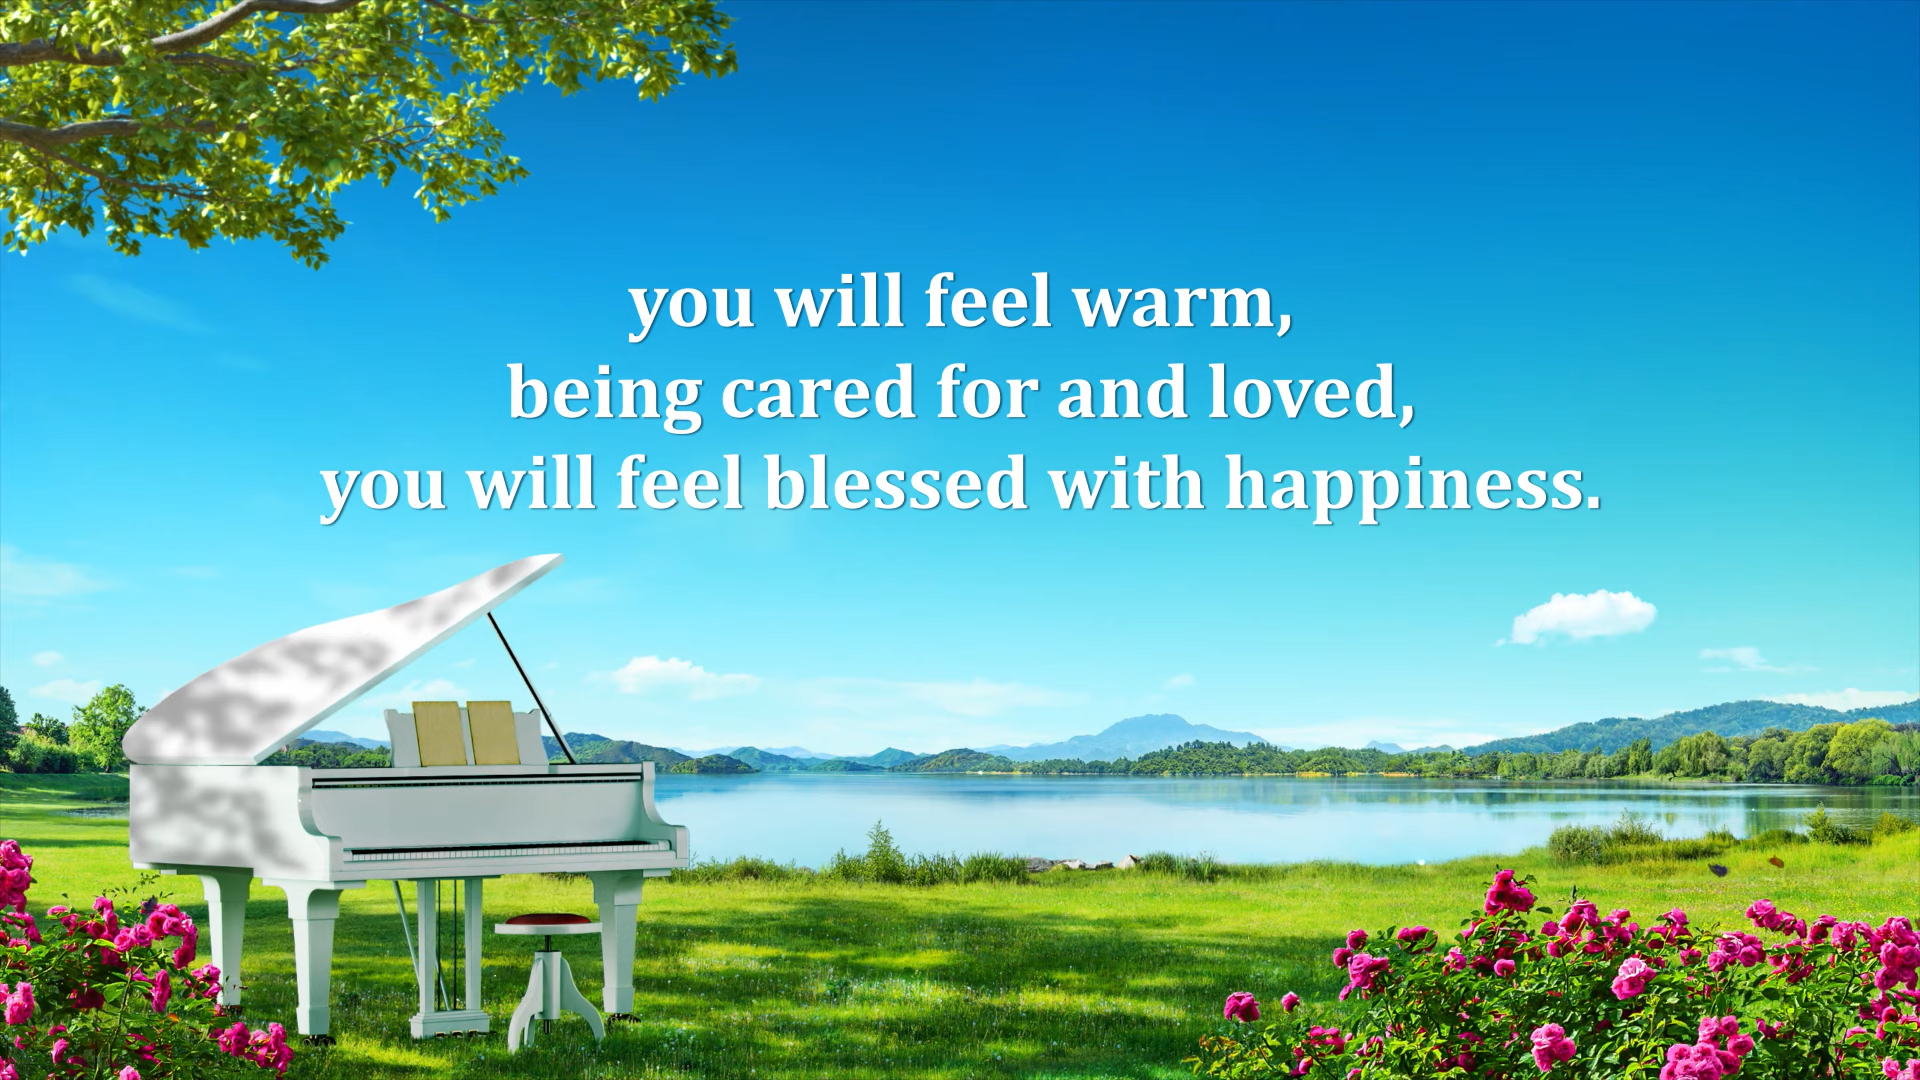 you will feel warm,
being cared for and loved,
you will feel blessed with happiness.